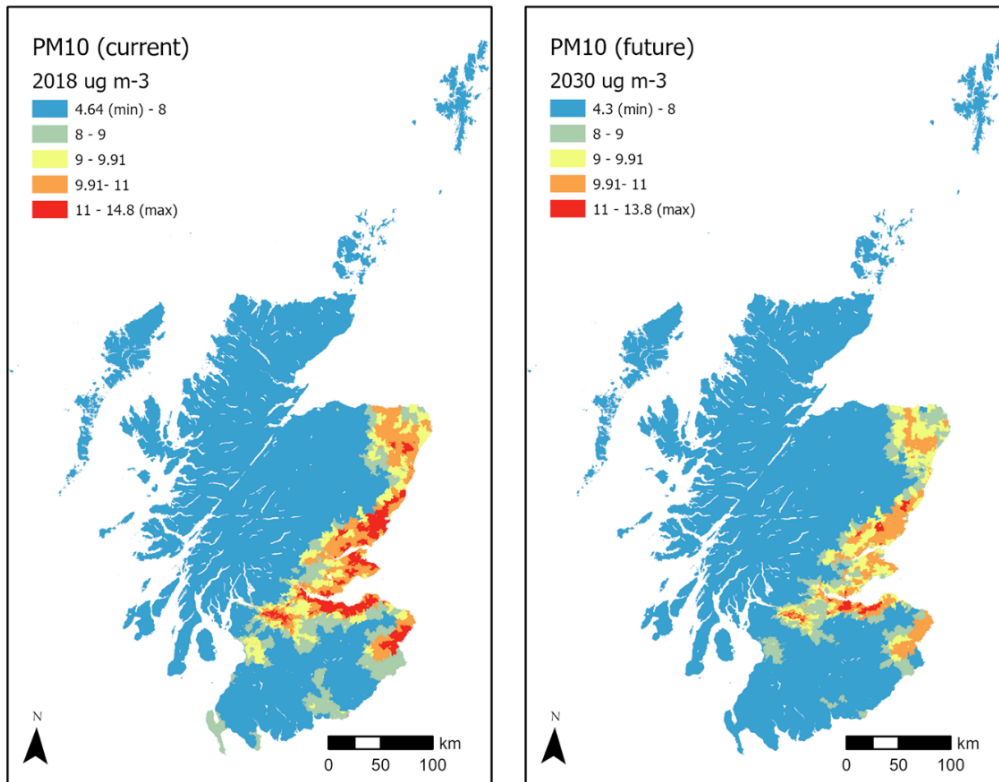 PM10 (current)
2018 ug m-3
4.64 (min) - 8
8 - 9
9 - 9.91
9.91- 11
11 - 14.8 (max)
N
km
0 50 100
PM10 (future)
2030 ug m-3
4.3 (min) - 8
8 - 9
9 - 9.91
9.91- 11
11 - 13.8 (max)
N
km
0 50 100